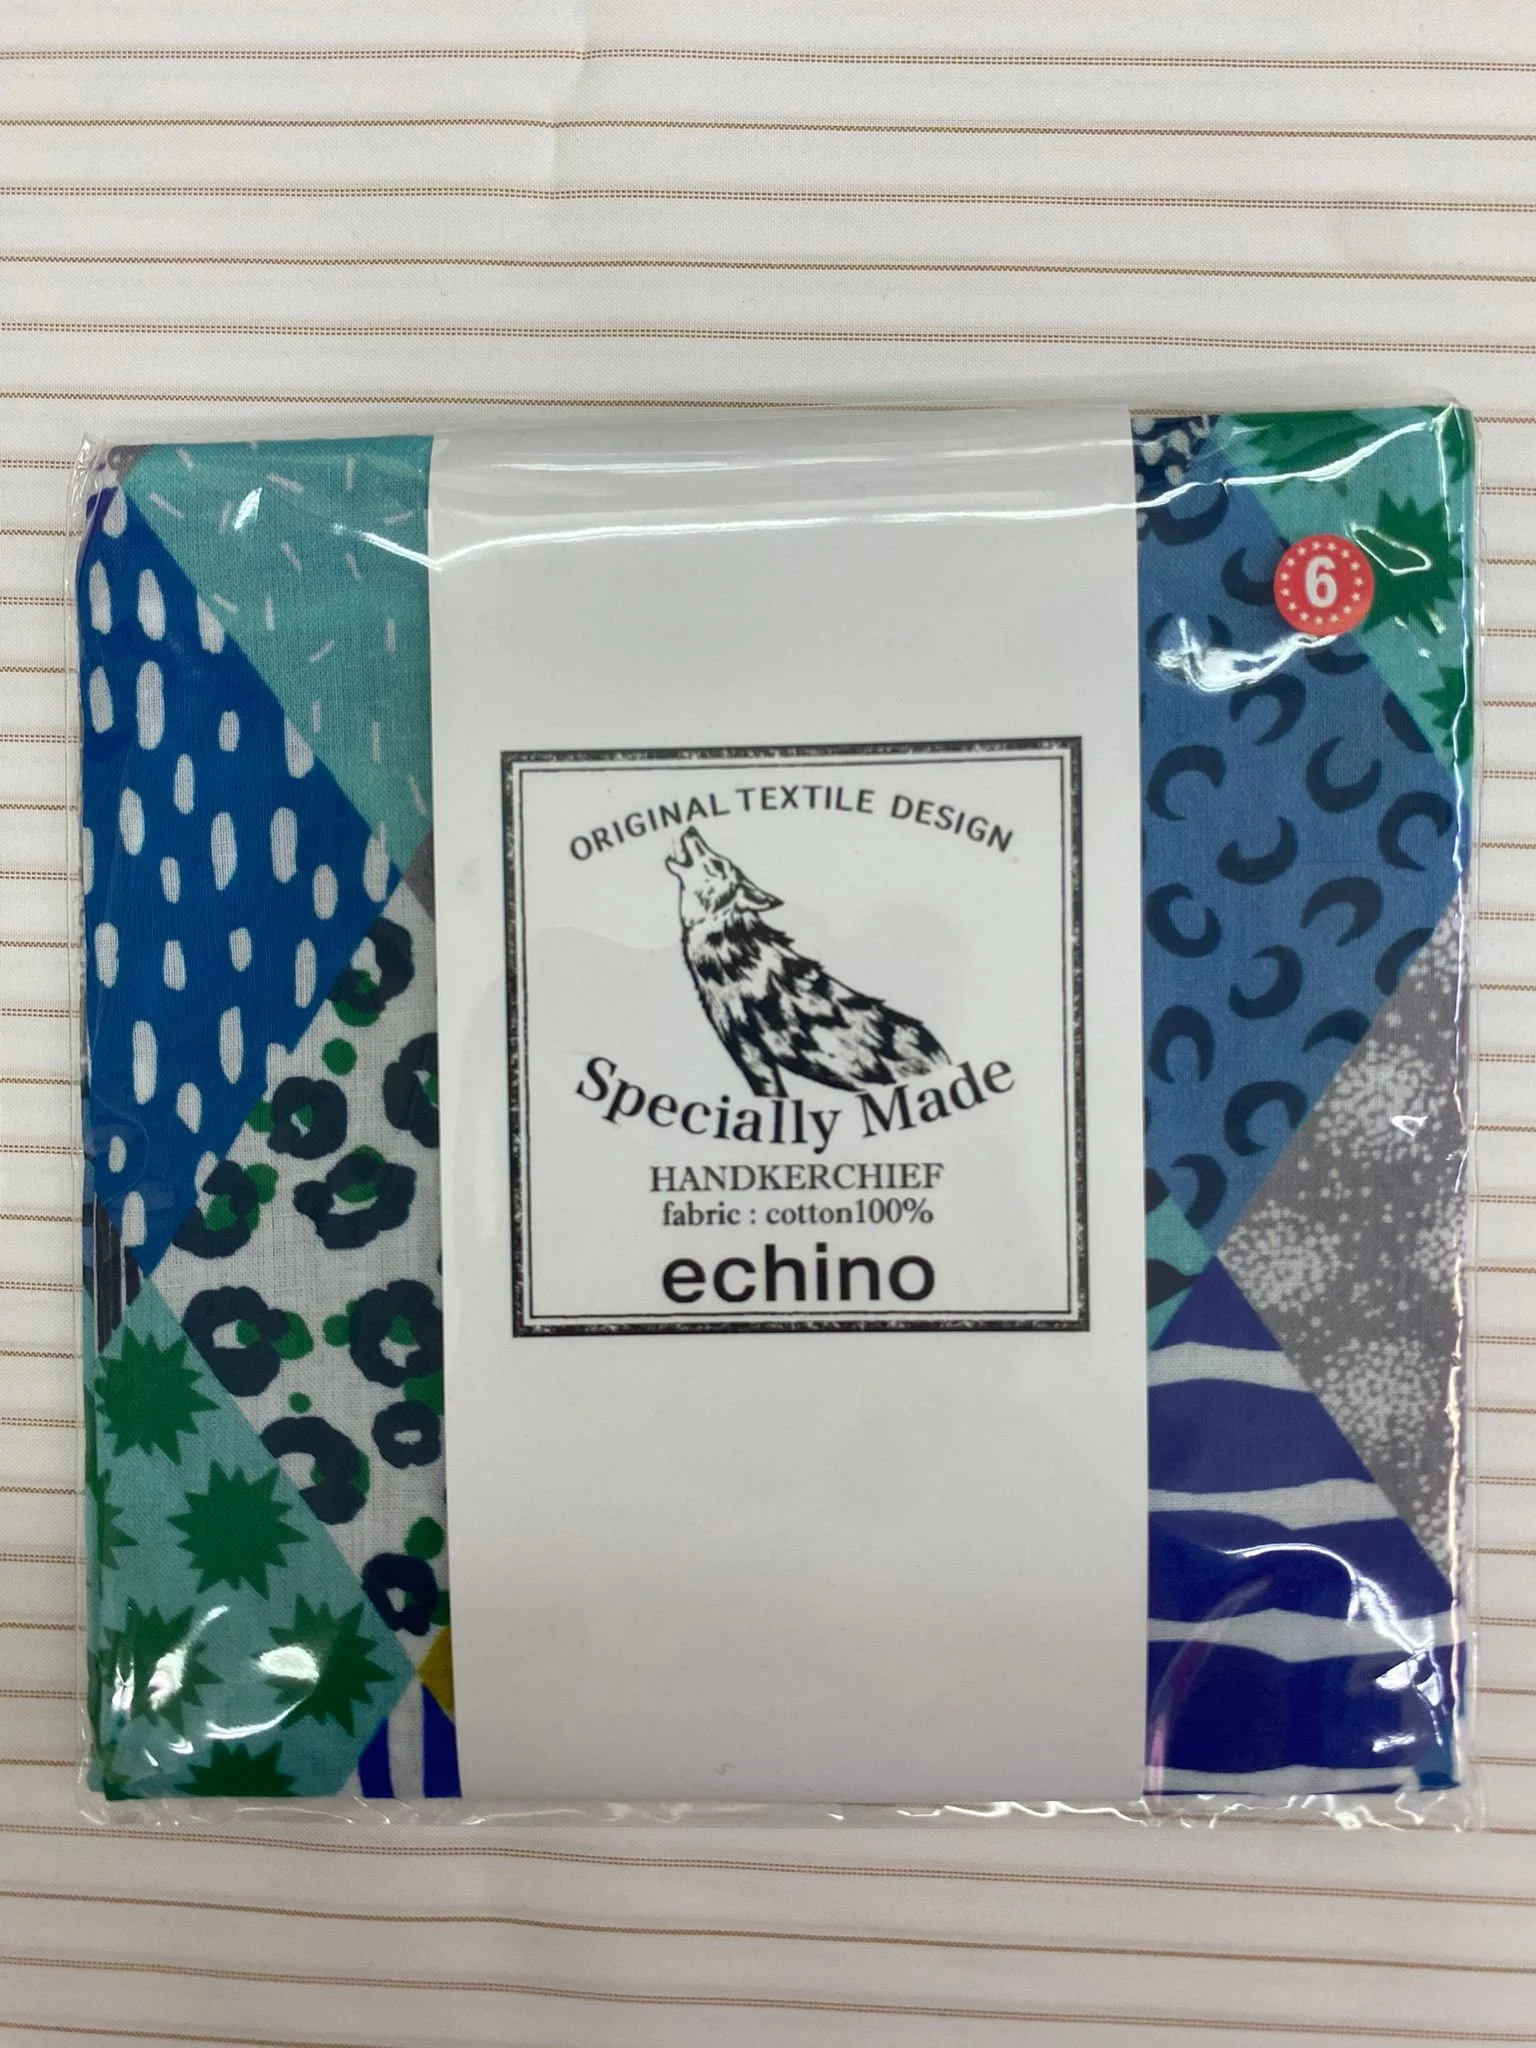 6
ORIGINAL TEXTILE DESIGN
Specially Made
HANDKERCHIEF
fabric : cotton100%
echino